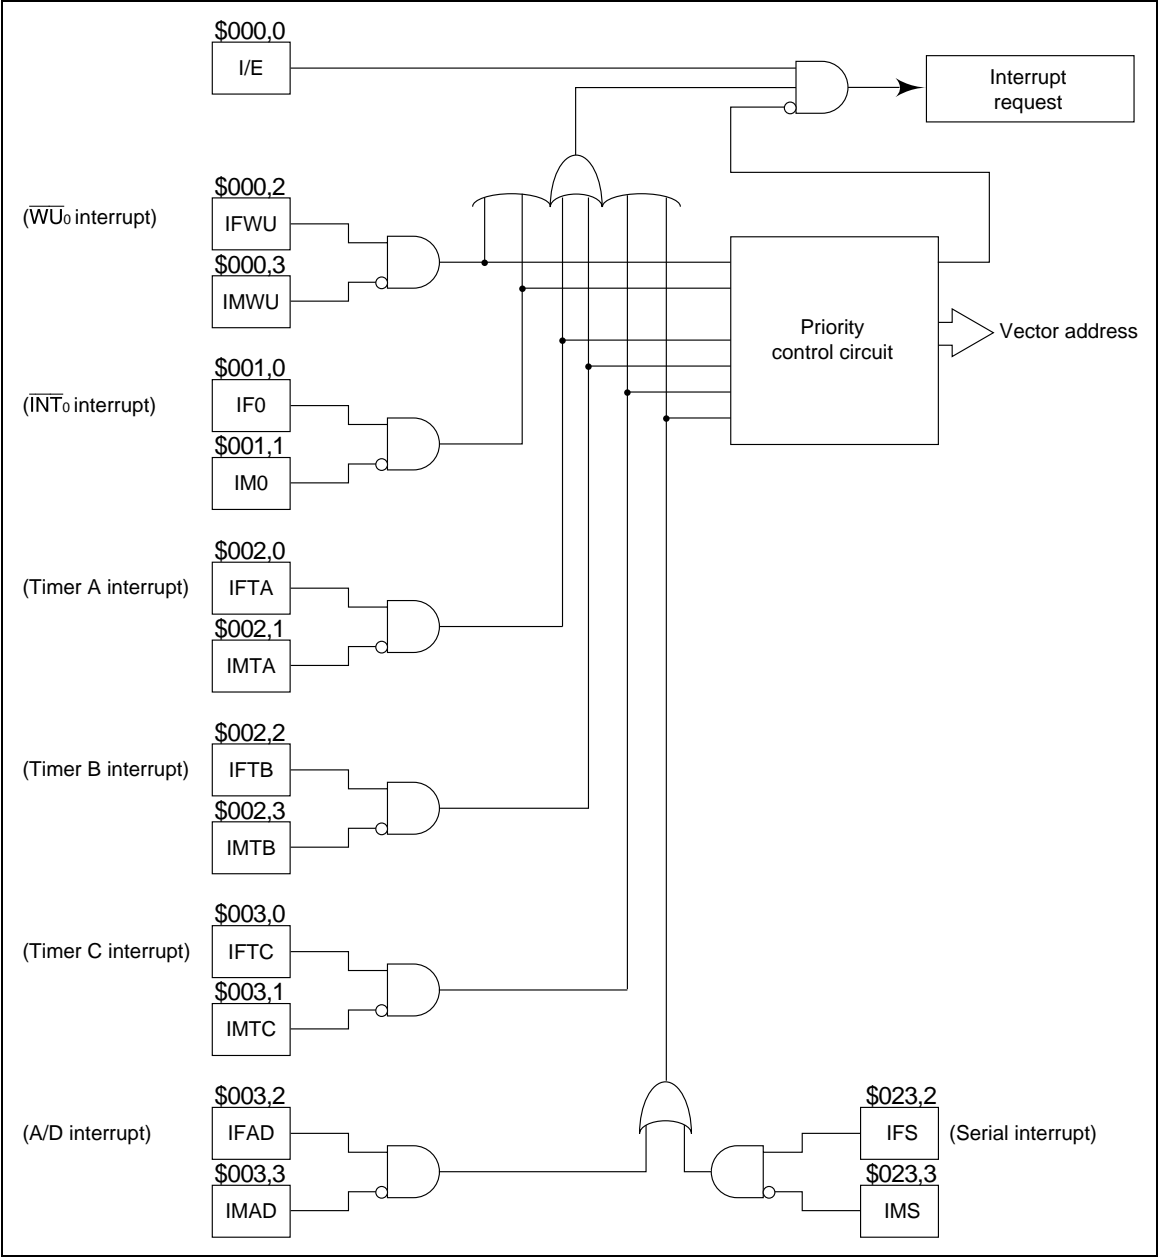 $000,0
I/E
Interrupt
request
$000,2
(W̅U̅0 interrupt)
IFWU
$000,3
IMWU
Priority
control circuit
Vector address
$001,0
(I̅N̅T̅0 interrupt)
IF0
$001,1
IM0
$002,0
(Timer A interrupt)
IFTA
$002,1
IMTA
$002,2
(Timer B interrupt)
IFTB
$002,3
IMTB
$003,0
(Timer C interrupt)
IFTC
$003,1
IMTC
$003,2
(A/D interrupt)
IFAD
$003,3
IMAD
$023,2
IFS
(Serial interrupt)
$023,3
IMS